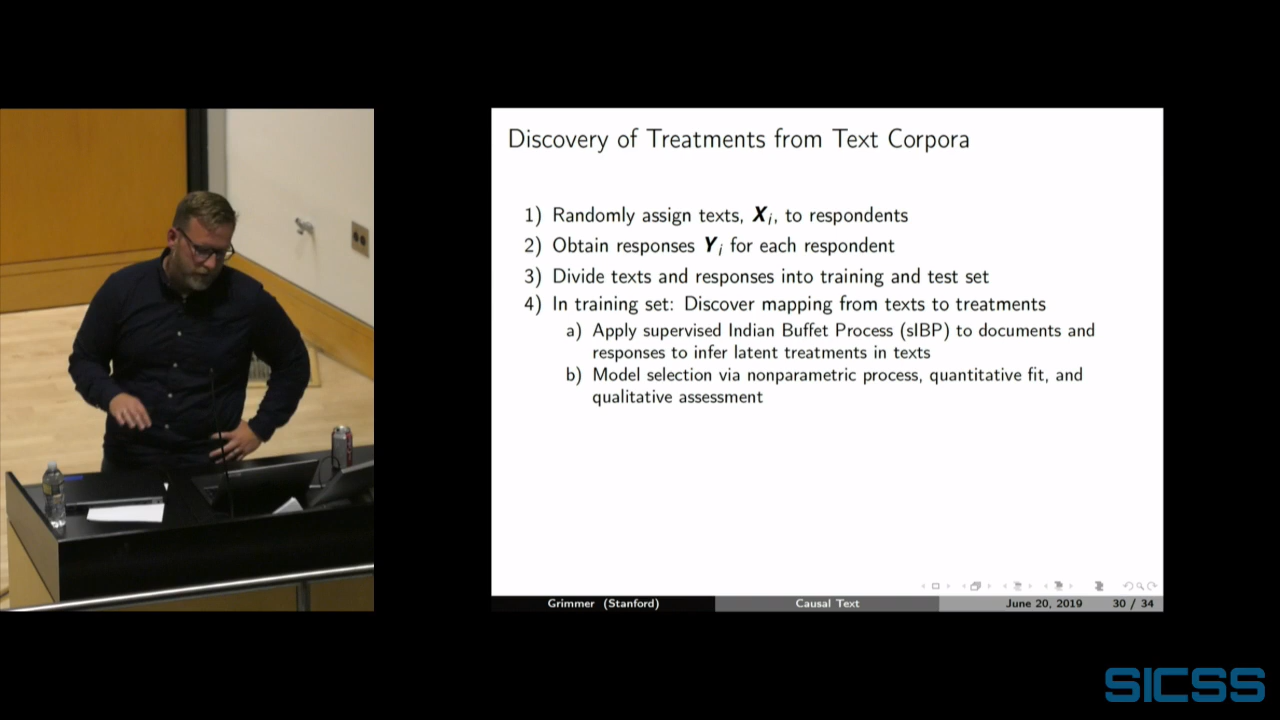 Discovery of Treatments from Text Corpora
1) Randomly assign texts, Xi, to respondents
2) Obtain responses Yi for each respondent
3) Divide texts and responses into training and test set
4) In training set: Discover mapping from texts to treatments
a) Apply supervised Indian Buffet Process (sIBP) to documents and
responses to infer latent treatments in texts
b) Model selection via nonparametric process, quantitative fit, and
qualitative assessment
Grimmer (Stanford) Causal Text June 20, 2019 30 / 34
SICSS